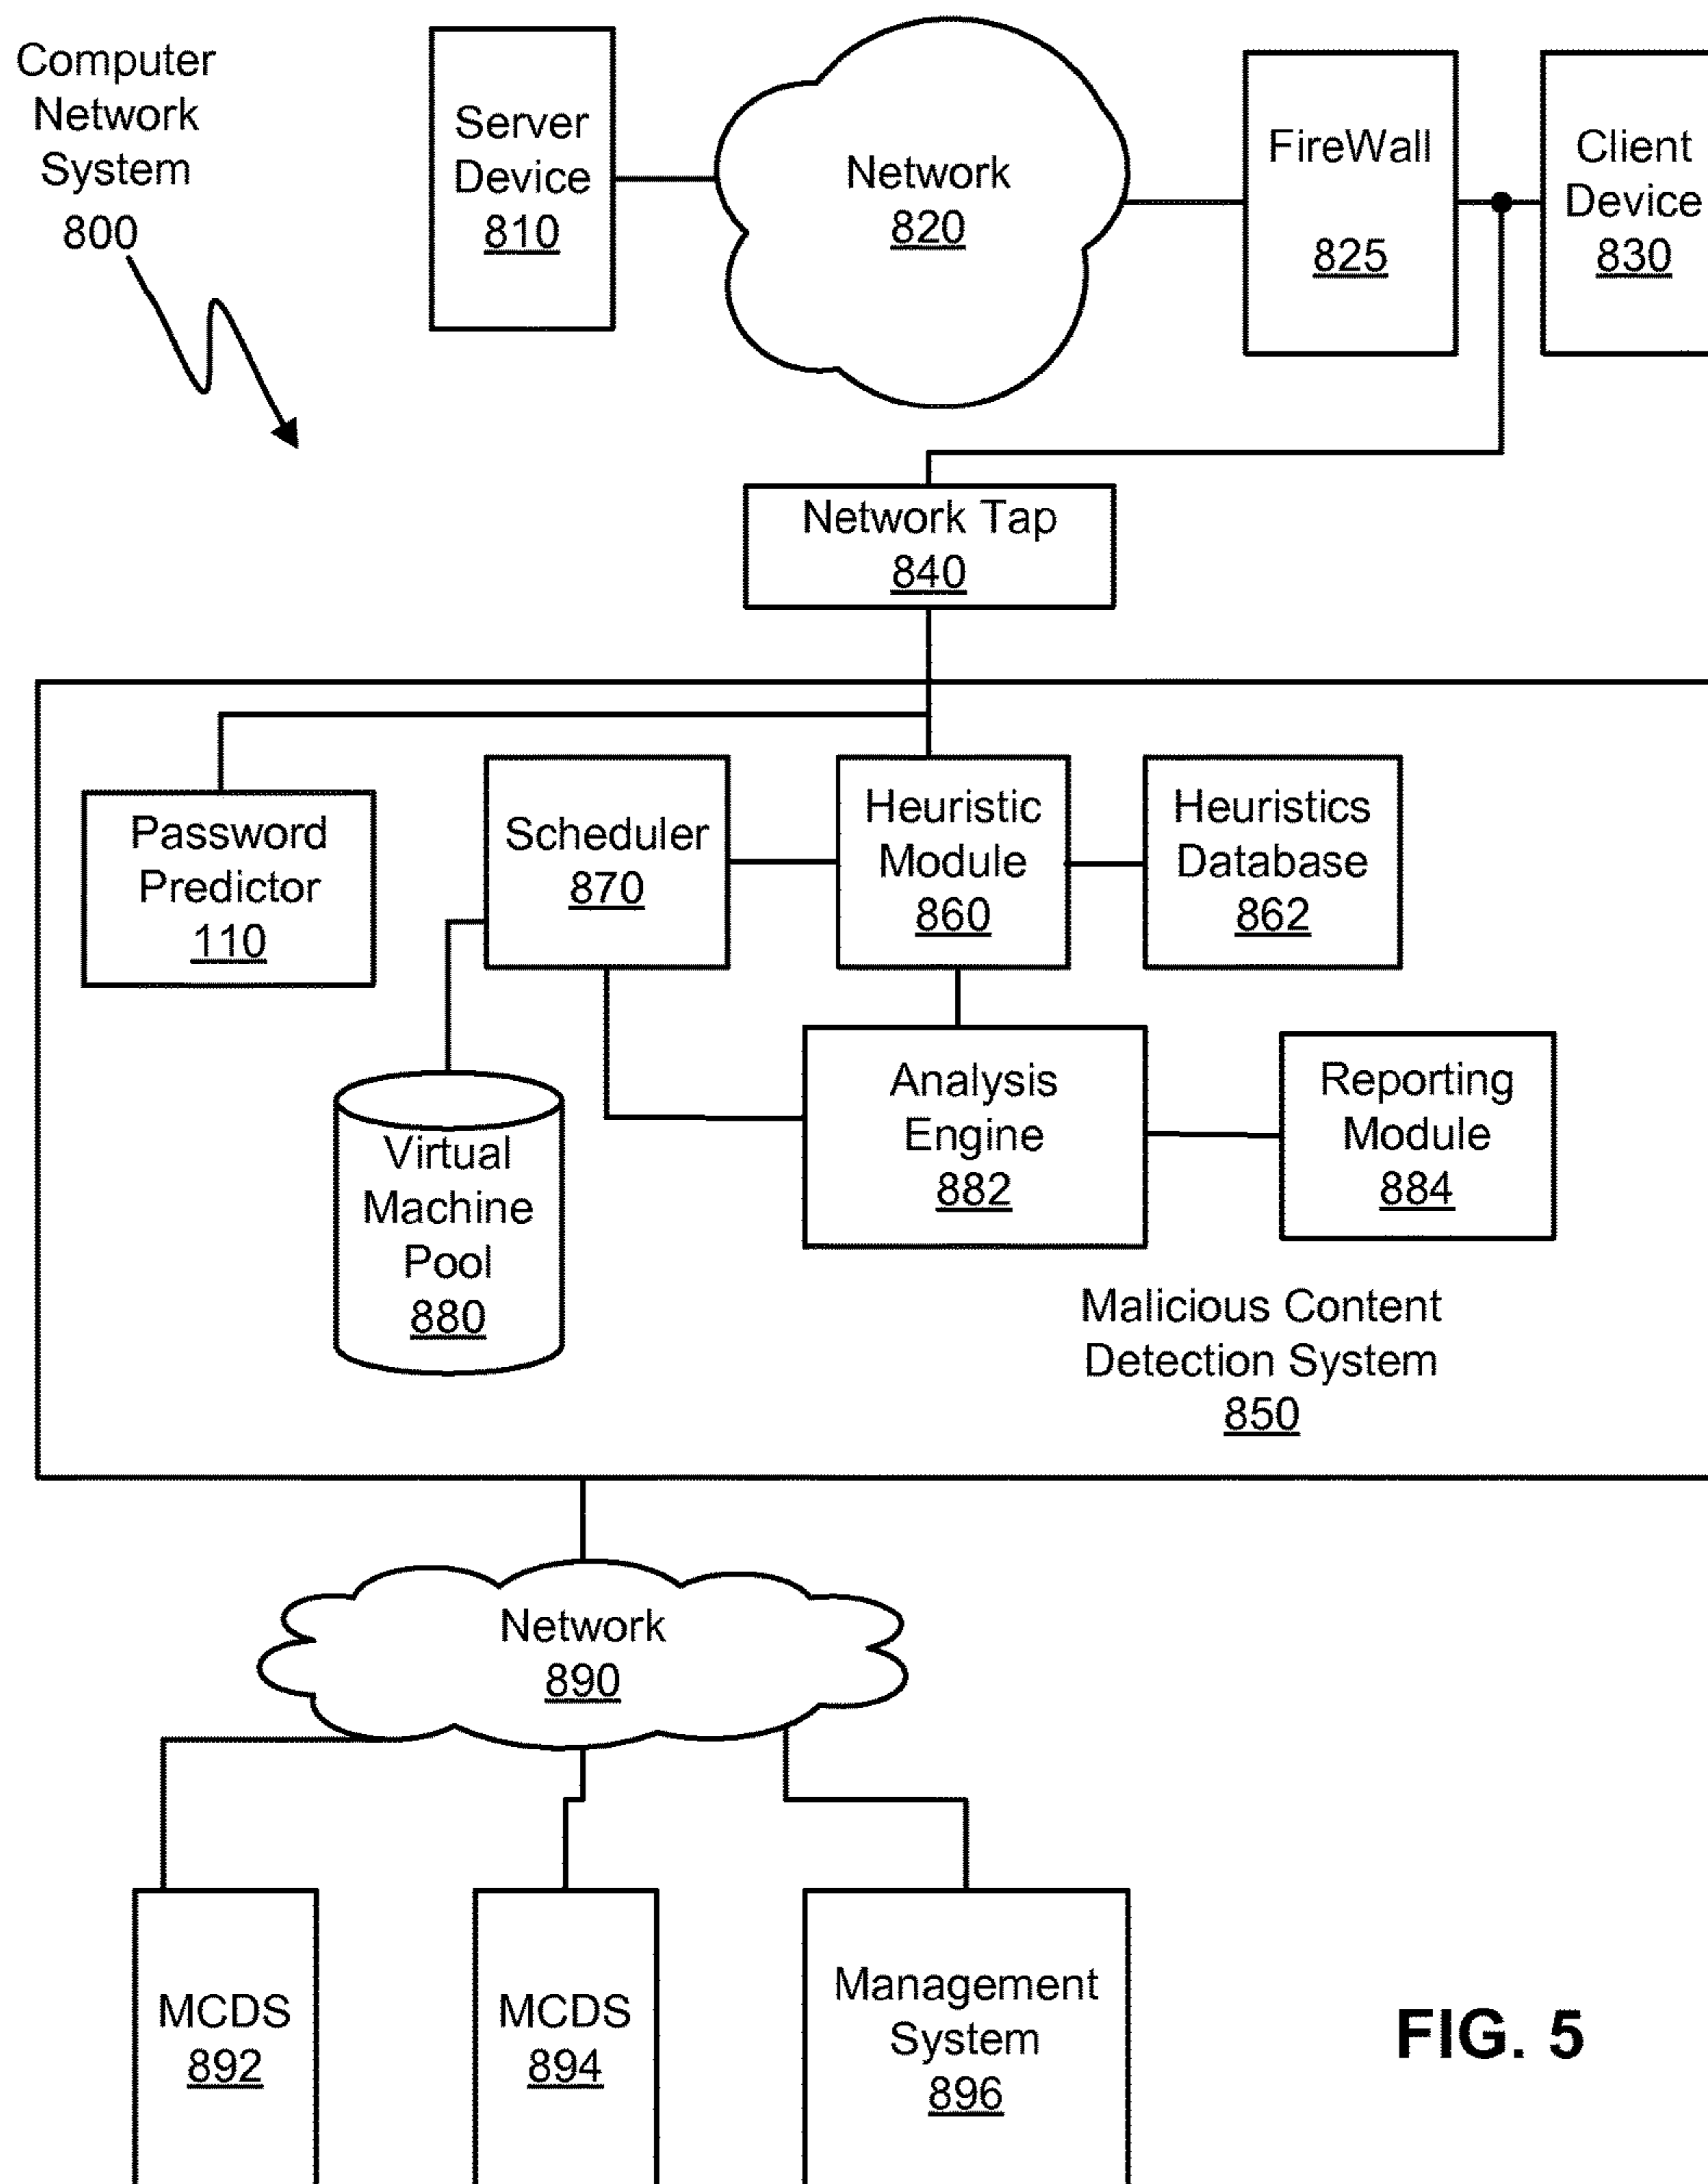 Computer
Network
System
800
Server
Device
810
Network
820
FireWall
825
Client
Device
830
Network Tap
840
Password
Predictor
110
Scheduler
870
Heuristic
Module
860
Heuristics
Database
862
Virtual
Machine
Pool
880
Analysis
Engine
882
Reporting
Module
884
Malicious Content
Detection System
850
Network
890
MCDS
892
MCDS
894
Management
System
896
FIG. 5